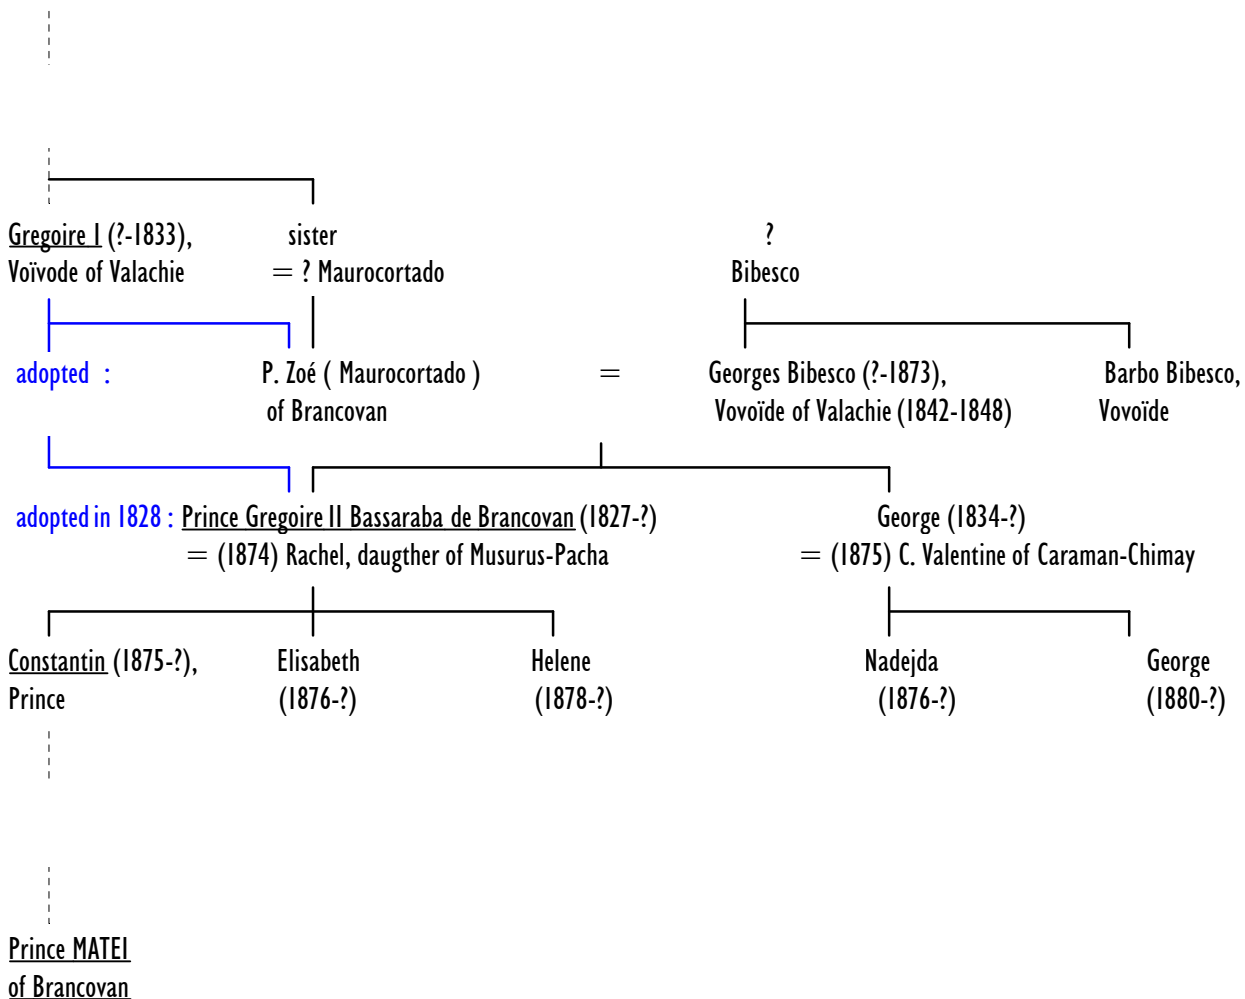 Gregoire I (?-1833), sister ?
Voïvode of Valachie = ? Maurocortado Bibesco
adopted : P. Zoé ( Maurocortado ) = Georges Bibesco (?-1873), Barbo Bibesco,
of Brancovan Vovoïde of Valachie (1842-1848) Vovoïde
adopted in 1828 : Prince Gregoire II Bassaraba de Brancovan (1827-?) George (1834-?)
= (1874) Rachel, daugther of Musurus-Pacha = (1875) C. Valentine of Caraman-Chimay
Constantin (1875-?), Elisabeth Helene Nadejda George
Prince (1876-?) (1878-?) (1876-?) (1880-?)
Prince MATEI
of Brancovan